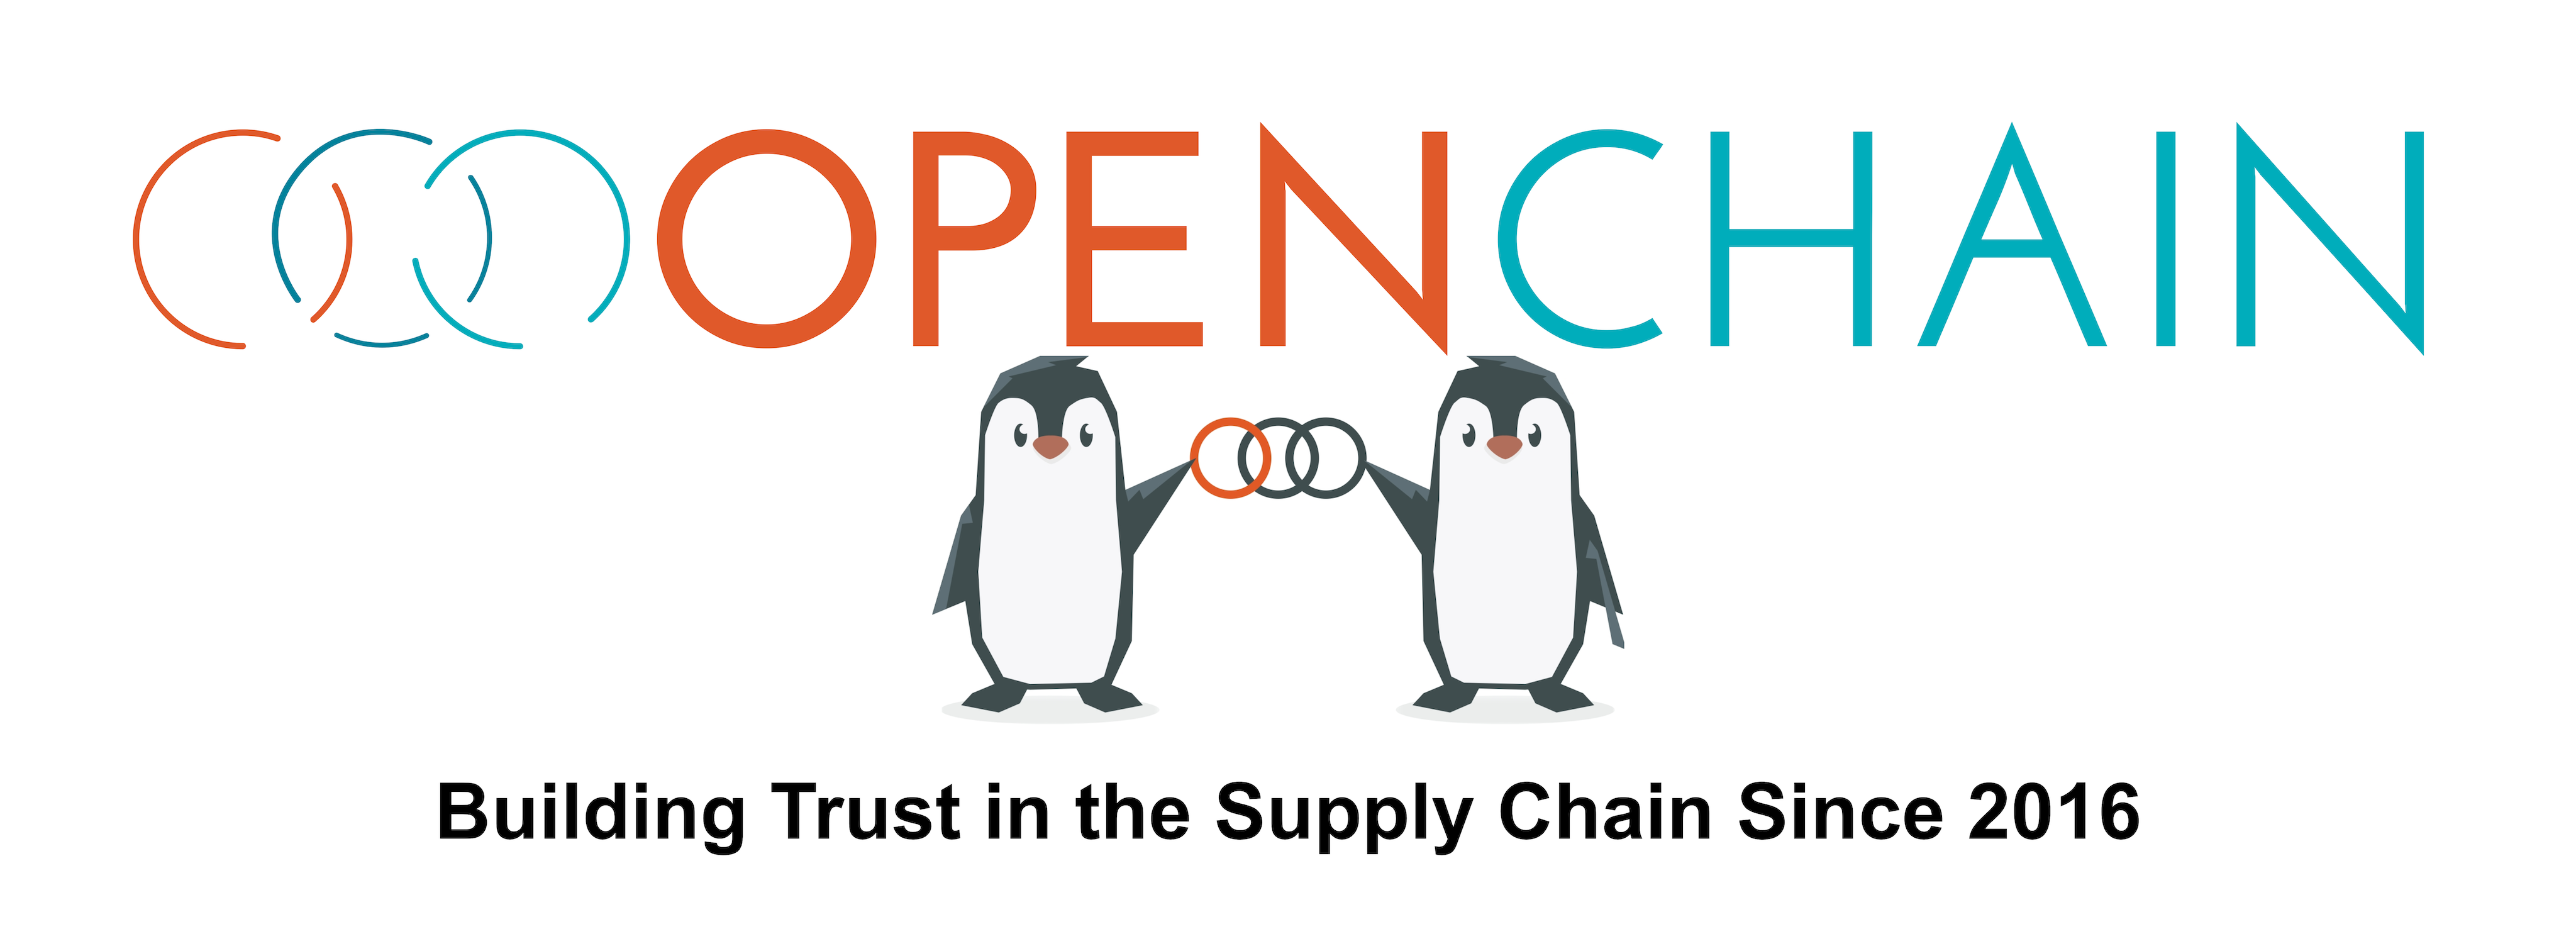 OPENCHAIN
Building Trust in the Supply Chain Since 2016